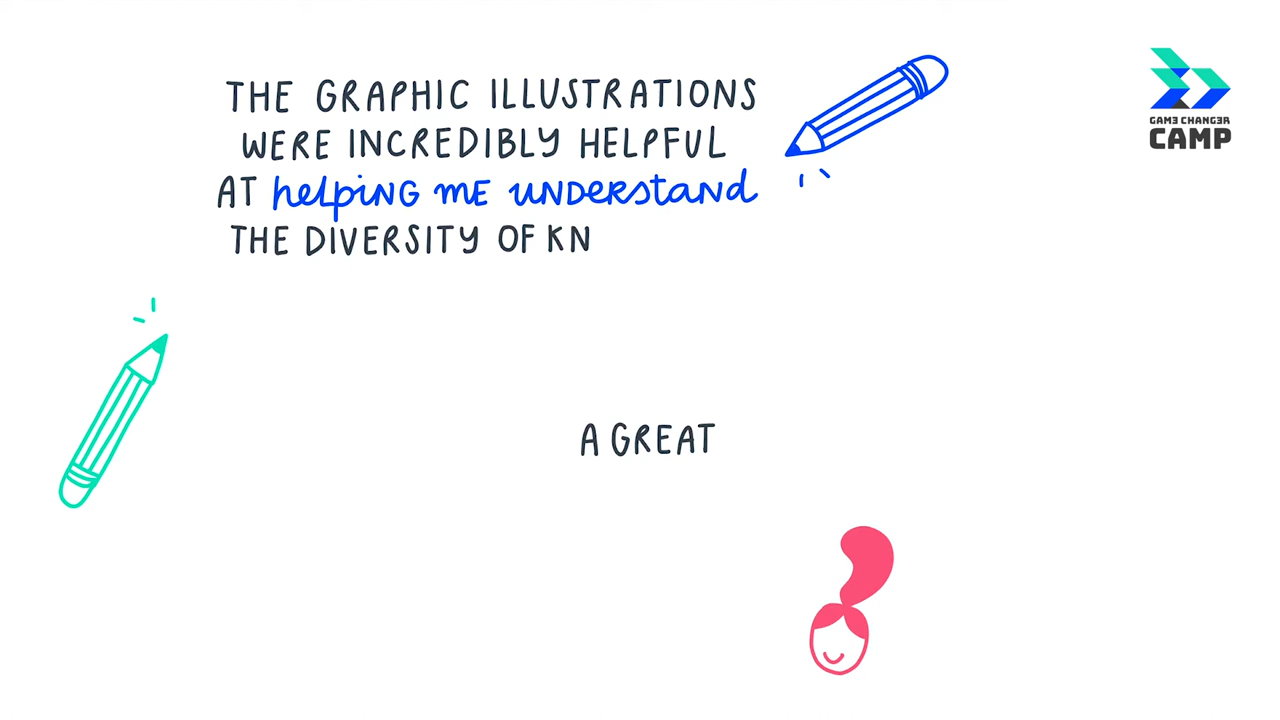 THE GRAPHIC ILLUSTRATIONS
WERE INCREDIBLY HELPFUL
AT helping me understand
THE DIVERSITY OF KN
A GREAT
GAME CHANGER
CAMP